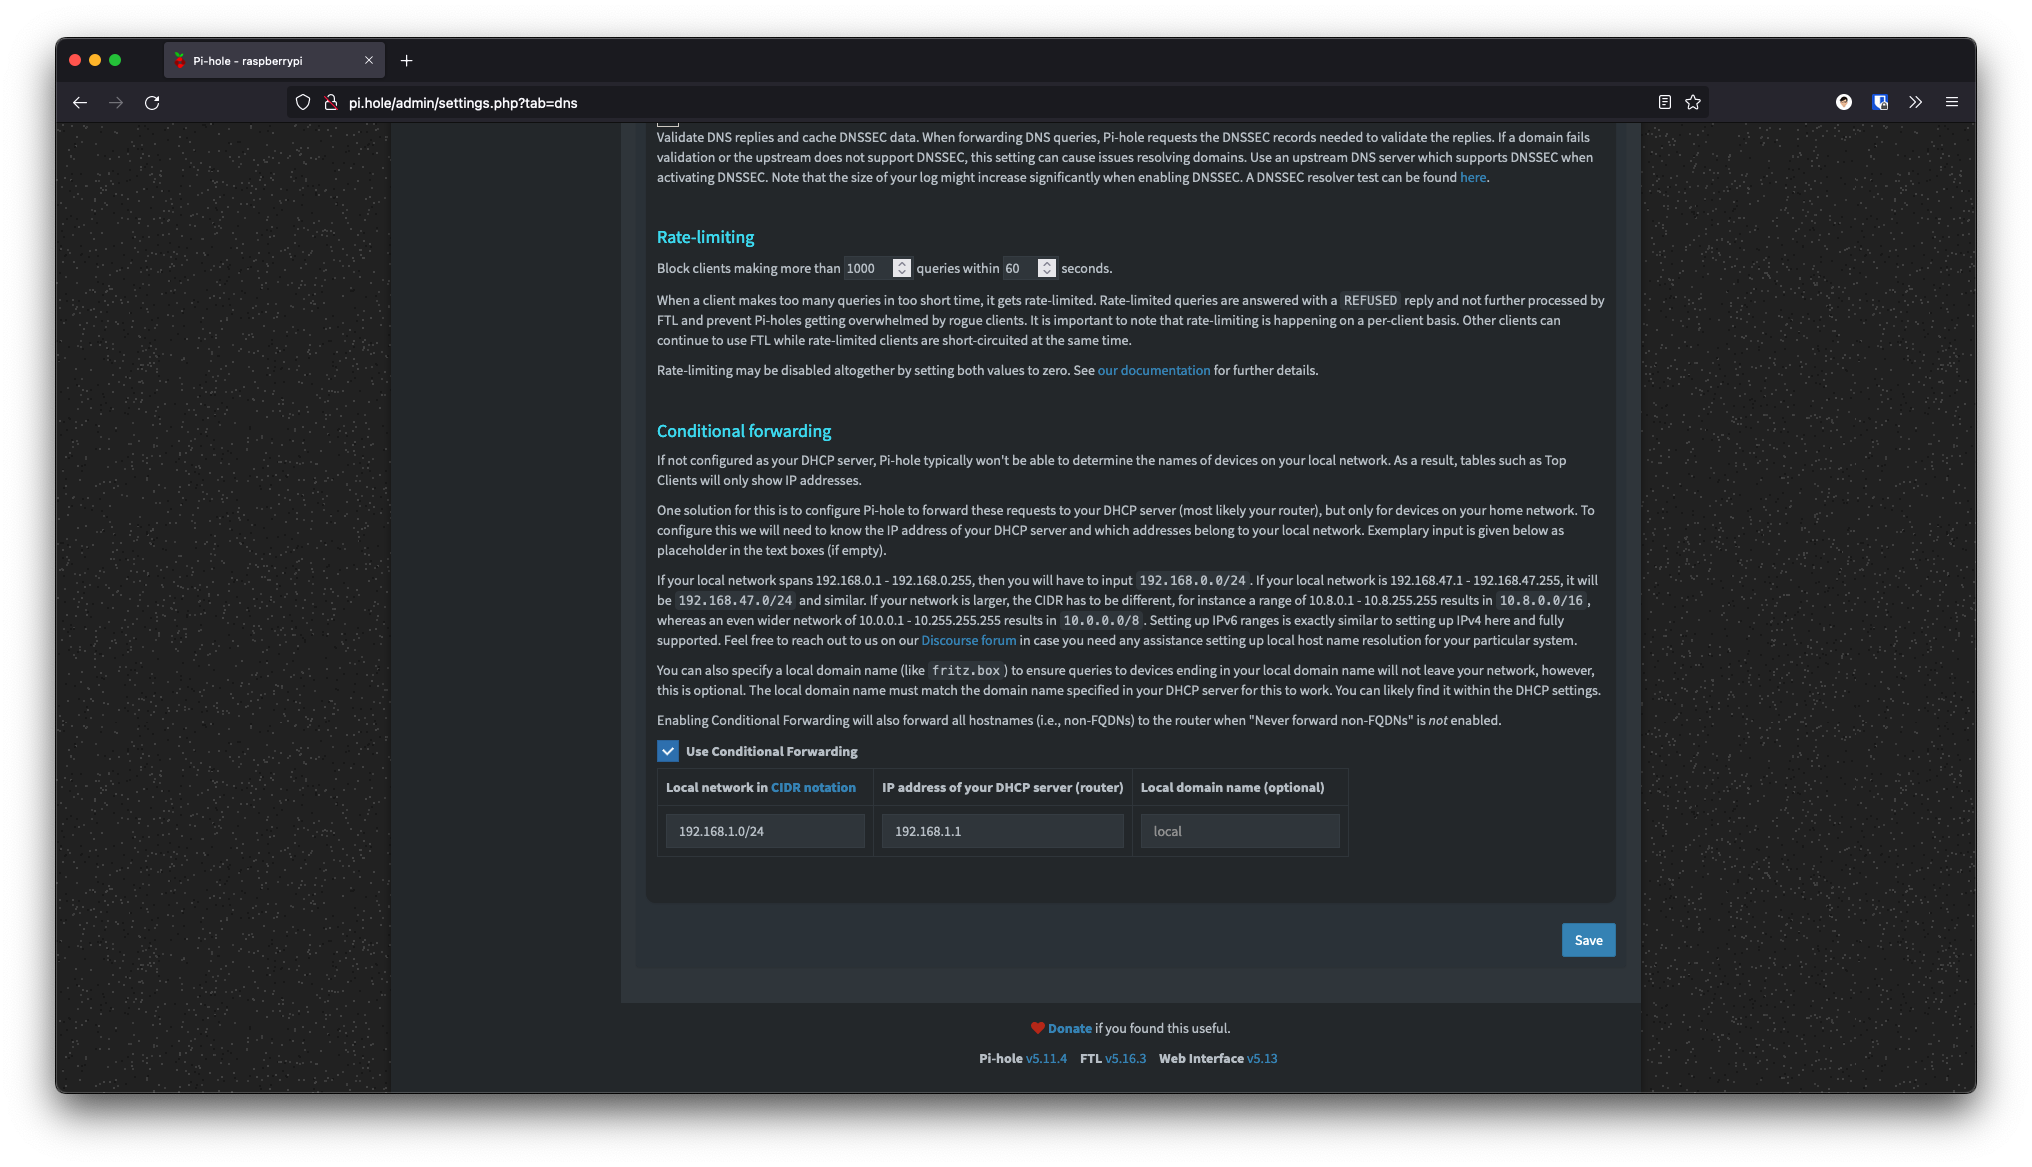 Pi-hole - raspberrypi
pi.hole/admin/settings.php?tab=dns
Validate DNS replies and cache DNSSEC data. When forwarding DNS queries, Pi-hole requests the DNSSEC records needed to validate the replies. If a domain fails
validation or the upstream does not support DNSSEC, this setting can cause issues resolving domains. Use an upstream DNS server which supports DNSSEC when
activating DNSSEC. Note that the size of your log might increase significantly when enabling DNSSEC. A DNSSEC resolver test can be found here.
Rate-limiting
Block clients making more than 1000 queries within 60 seconds.
When a client makes too many queries in too short time, it gets rate-limited. Rate-limited queries are answered with a REFUSED reply and not further processed by
FTL and prevent Pi-holes getting overwhelmed by rogue clients. It is important to note that rate-limiting is happening on a per-client basis. Other clients can
continue to use FTL while rate-limited clients are short-circuited at the same time.
Rate-limiting may be disabled altogether by setting both values to zero. See our documentation for further details.
Conditional forwarding
If not configured as your DHCP server, Pi-hole typically won't be able to determine the names of devices on your local network. As a result, tables such as Top
Clients will only show IP addresses.
One solution for this is to configure Pi-hole to forward these requests to your DHCP server (most likely your router), but only for devices on your home network. To
configure this we will need to know the IP address of your DHCP server and which addresses belong to your local network. Exemplary input is given below as
placeholder in the text boxes (if empty).
If your local network spans 192.168.0.1 - 192.168.0.255, then you will have to input 192.168.0.0/24. If your local network is 192.168.47.1 - 192.168.47.255, it will
be 192.168.47.0/24 and similar. If your network is larger, the CIDR has to be different, for instance a range of 10.8.0.1 - 10.8.255.255 results in 10.8.0.0/16,
whereas an even wider network of 10.0.0.1 - 10.255.255.255 results in 10.0.0.0/8. Setting up IPv6 ranges is exactly similar to setting up IPv4 here and fully
supported. Feel free to reach out to us on our Discourse forum in case you need any assistance setting up local host name resolution for your particular system.
You can also specify a local domain name (like fritz.box) to ensure queries to devices ending in your local domain name will not leave your network, however,
this is optional. The local domain name must match the domain name specified in your DHCP server for this to work. You can likely find it within the DHCP settings.
Enabling Conditional Forwarding will also forward all hostnames (i.e., non-FQDNs) to the router when "Never forward non-FQDNs" is not enabled.
Use Conditional Forwarding
Local network in CIDR notation IP address of your DHCP server (router) Local domain name (optional)
192.168.1.0/24 192.168.1.1 local
Save
Donate if you found this useful.
Pi-hole v5.11.4 FTL v5.16.3 Web Interface v5.13